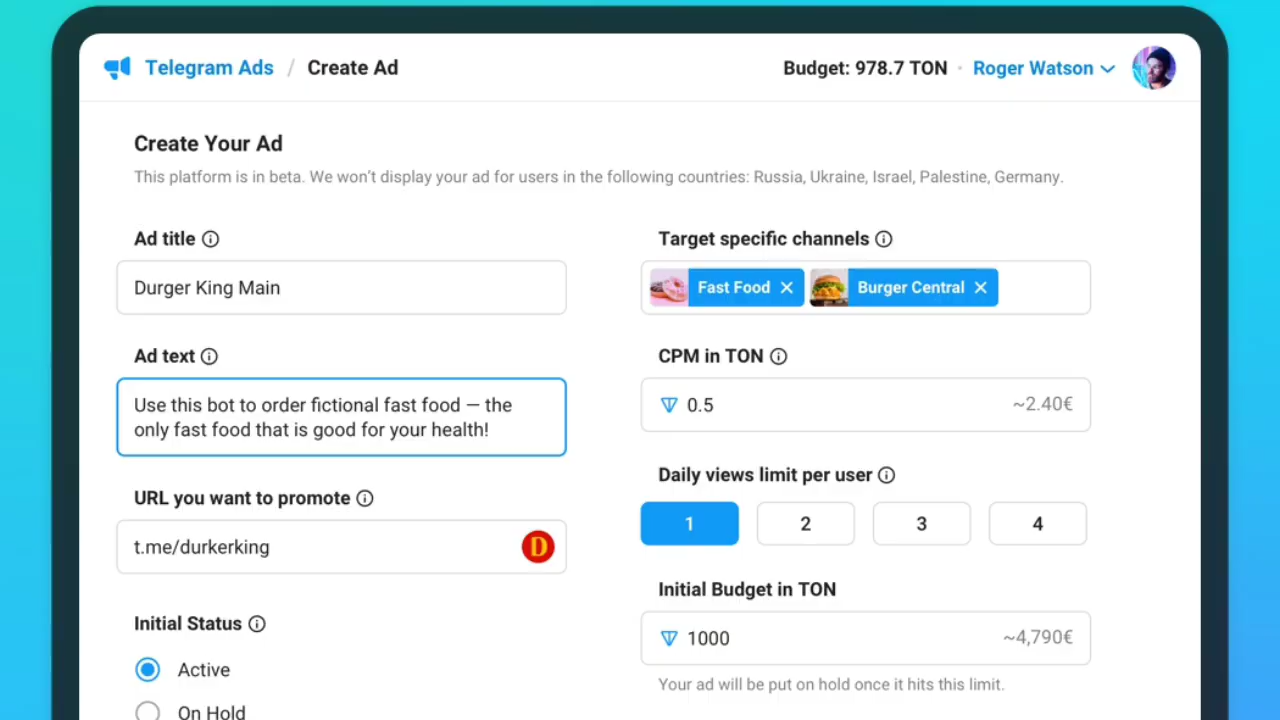 Telegram Ads / Create Ad
Budget: 978.7 TON · Roger Watson
Create Your Ad
This platform is in beta. We won't display your ad for users in the following countries: Russia, Ukraine, Israel, Palestine, Germany.
Ad title
Durger King Main
Ad text
Use this bot to order fictional fast food — the
only fast food that is good for your health!
URL you want to promote
t.me/durkerking
D
Initial Status
Active
On Hold
Target specific channels
Fast Food Burger Central
CPM in TON
0.5 ~2.40€
Daily views limit per user
1 2 3 4
Initial Budget in TON
1000 ~4,790€
Your ad will be put on hold once it hits this limit.